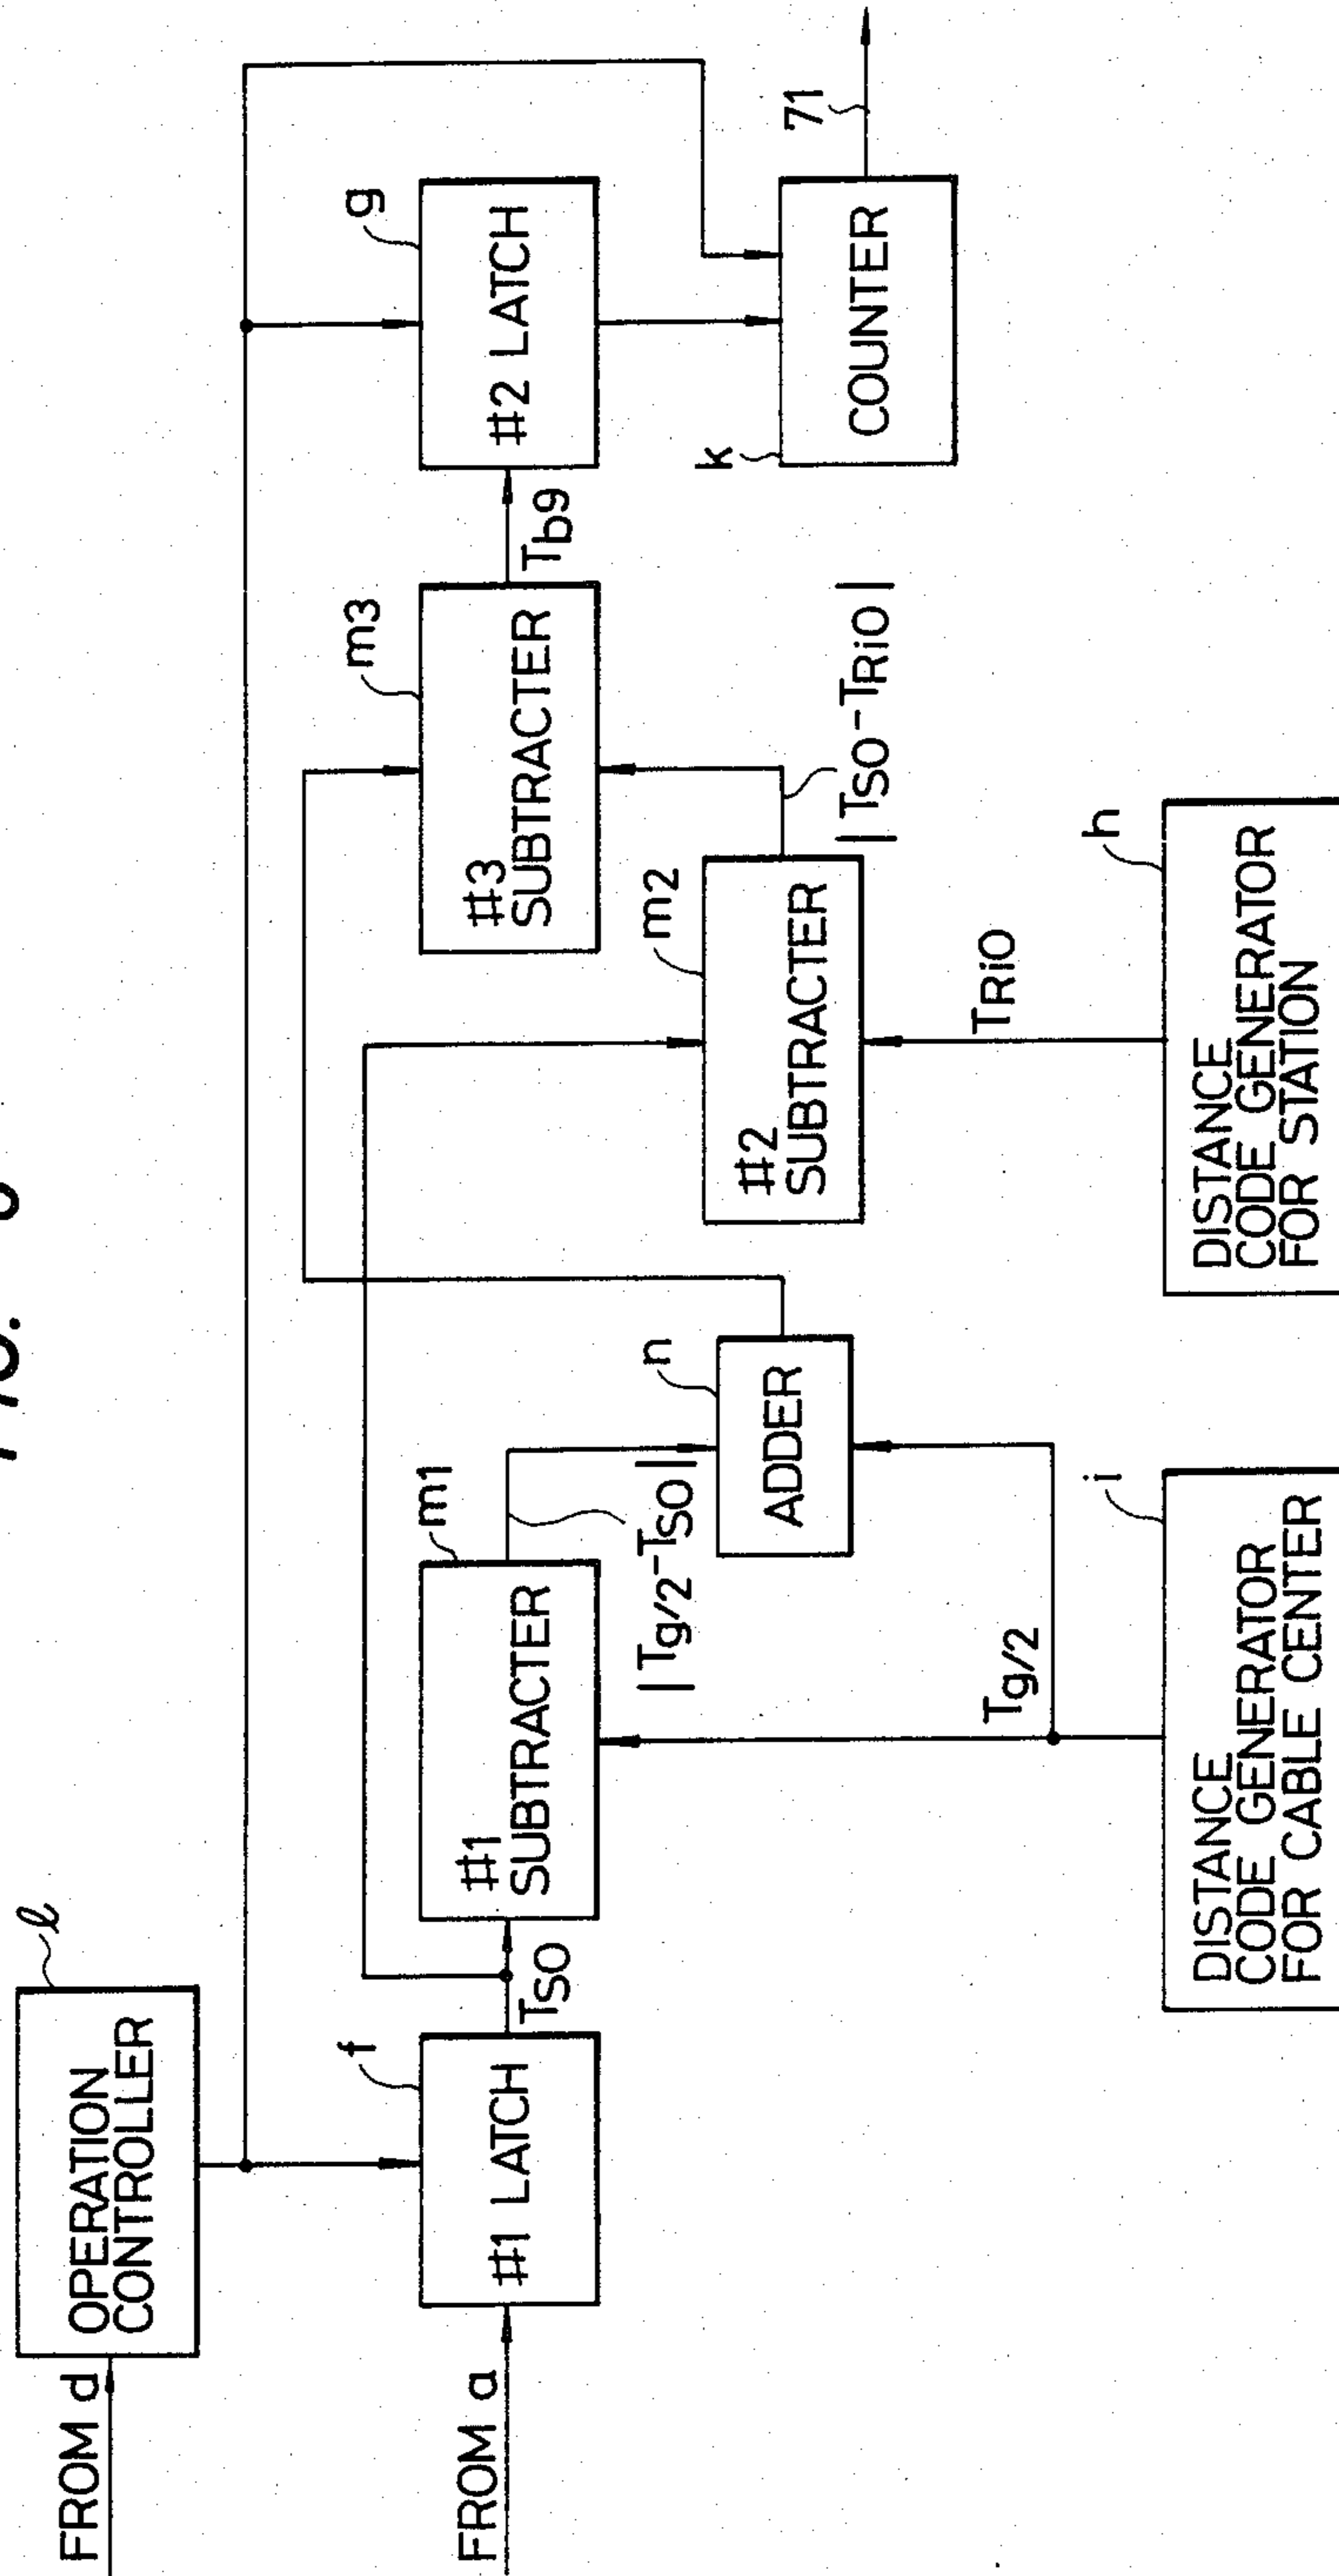 FIG.
FROM d
OPERATION
CONTROLLER
ℓ
FROM a
#1 LATCH
f
TSO
#1
SUBTRACTER
m1
|Tg/2-TSO|
ADDER
n
Tg/2
DISTANCE
CODE GENERATOR
FOR CABLE CENTER
i
#2
SUBTRACTER
m2
TRiO
DISTANCE
CODE GENERATOR
FOR STATION
h
|TSO-TRiO|
#3
SUBTRACTER
m3
Tb9
#2 LATCH
g
COUNTER
k
71